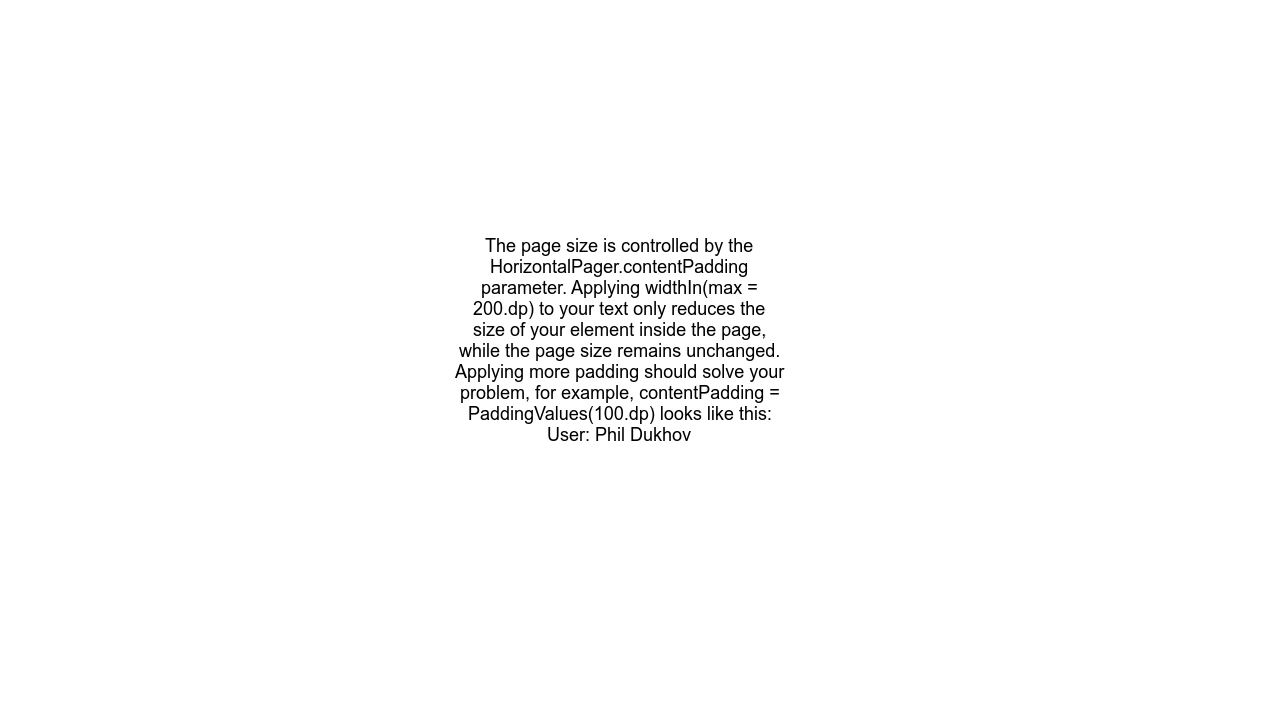 The page size is controlled by the
HorizontalPager.contentPadding
parameter. Applying widthIn(max =
200.dp) to your text only reduces the
size of your element inside the page,
while the page size remains unchanged.
Applying more padding should solve your
problem, for example, contentPadding =
PaddingValues(100.dp) looks like this:
User: Phil Dukhov